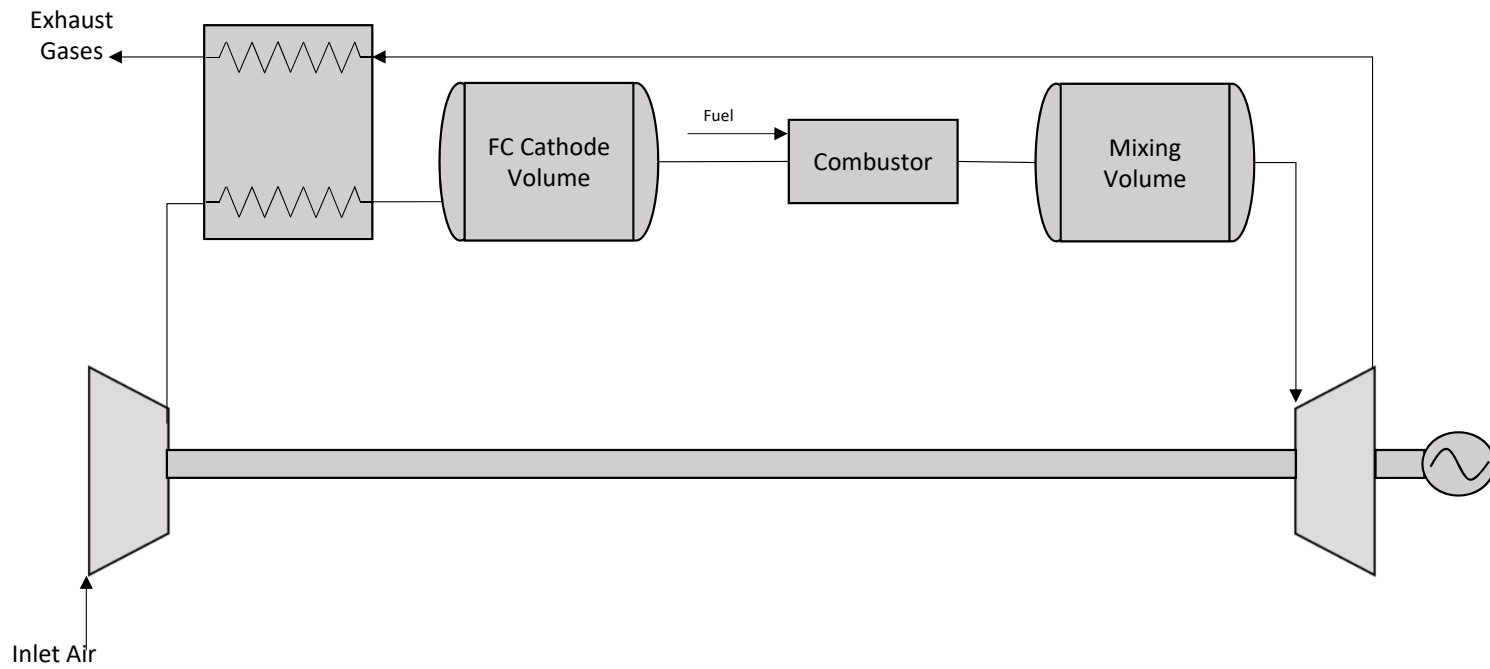 Exhaust
Gases
FC Cathode
Volume
Fuel
Combustor
Mixing
Volume
Inlet Air